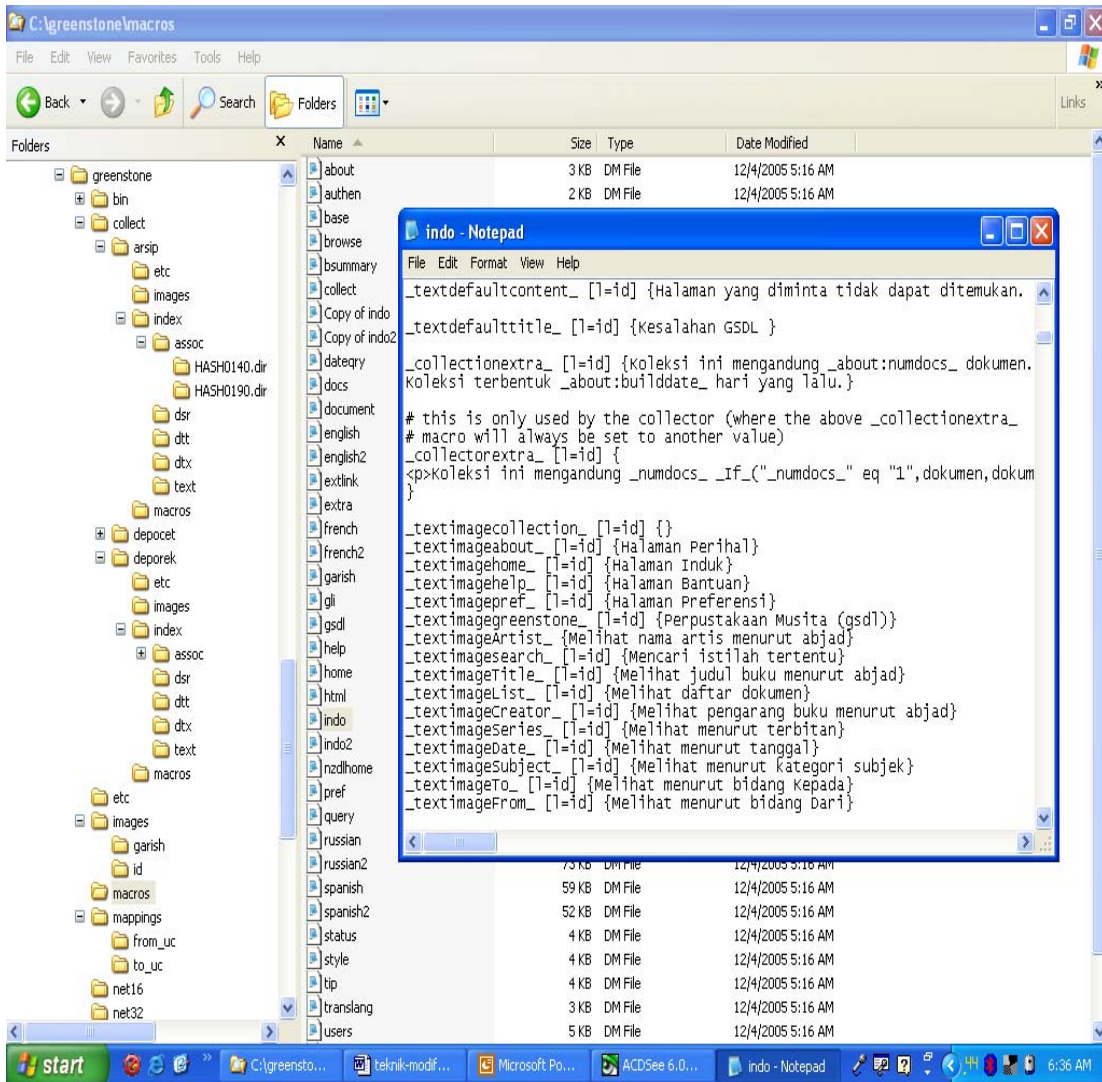 C:\greenstone\macros
File Edit View Favorites Tools Help
Back Search Folders Links
Folders X
greenstone
bin
collect
arsip
etc
images
index
assoc
HASH0140.dir
HASH0190.dir
dsr
dtt
dtx
text
macros
depocet
deporek
etc
images
index
assoc
dsr
dtt
dtx
text
macros
etc
images
garish
id
macros
mappings
from_uc
to_uc
net16
net32
Name Size Type Date Modified
about 3 KB DM File 12/4/2005 5:16 AM
authen 2 KB DM File 12/4/2005 5:16 AM
base
browse
bsummary
collect
Copy of indo
Copy of indo2
dateqry
docs
document
english
english2
extlink
extra
french
french2
garish
gli
gsdl
help
home
html
indo
indo2
nzdlhome
pref
query
russian
russian2 73 KB DM File 12/4/2005 5:16 AM
spanish 59 KB DM File 12/4/2005 5:16 AM
spanish2 52 KB DM File 12/4/2005 5:16 AM
status 4 KB DM File 12/4/2005 5:16 AM
style 4 KB DM File 12/4/2005 5:16 AM
tip 4 KB DM File 12/4/2005 5:16 AM
translang 3 KB DM File 12/4/2005 5:16 AM
users 5 KB DM File 12/4/2005 5:16 AM
indo - Notepad
File Edit Format View Help
_textdefaultcontent_ [l=id] {Halaman yang diminta tidak dapat ditemukan.
_textdefaulttitle_ [l=id] {Kesalahan GSDL }
_collectionextra_ [l=id] {Koleksi ini mengandung _about:numdocs_ dokumen.
Koleksi terbentuk _about:builddate_ hari yang lalu.}
# this is only used by the collector (where the above _collectionextra_
# macro will always be set to another value)
_collectorextra_ [l=id] {
<p>Koleksi ini mengandung _numdocs_ _If_("_numdocs_" eq "1",dokumen,dokum
}
_textimagecollection_ [l=id] {}
_textimageabout_ [l=id] {Halaman Perihal}
_textimagehome_ [l=id] {Halaman Induk}
_textimagehelp_ [l=id] {Halaman Bantuan}
_textimagepref_ [l=id] {Halaman Preferensi}
_textimagegreenstone_ [l=id] {Perpustakaan Musita (gsdl)}
_textimageArtist_ {Melihat nama artis menurut abjad}
_textimagesearch_ [l=id] {Mencari istilah tertentu}
_textimageTitle_ [l=id] {Melihat judul buku menurut abjad}
_textimageList_ [l=id] {Melihat daftar dokumen}
_textimageCreator_ [l=id] {Melihat pengarang buku menurut abjad}
_textimageSeries_ [l=id] {Melihat menurut terbitan}
_textimageDate_ [l=id] {Melihat menurut tanggal}
_textimageSubject_ [l=id] {Melihat menurut kategori subjek}
_textimageTo_ [l=id] {Melihat menurut bidang Kepada}
_textimageFrom_ [l=id] {Melihat menurut bidang Dari}
start C:\greensto... teknik-modif... Microsoft Po... ACDSee 6.0... indo - Notepad 44 6:36 AM